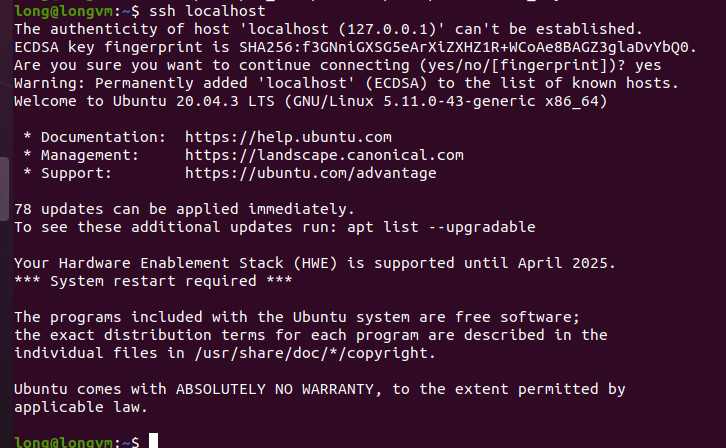 long@longvm:~$ ssh localhost
The authenticity of host 'localhost (127.0.0.1)' can't be established.
ECDSA key fingerprint is SHA256:f3GNniGXSG5eArXiZXHZ1R+WCoAe8BAGZ3glaDvYbQ0.
Are you sure you want to continue connecting (yes/no/[fingerprint])? yes
Warning: Permanently added 'localhost' (ECDSA) to the list of known hosts.
Welcome to Ubuntu 20.04.3 LTS (GNU/Linux 5.11.0-43-generic x86_64)
 * Documentation:  https://help.ubuntu.com
 * Management:     https://landscape.canonical.com
 * Support:        https://ubuntu.com/advantage
78 updates can be applied immediately.
To see these additional updates run: apt list --upgradable
Your Hardware Enablement Stack (HWE) is supported until April 2025.
*** System restart required ***
The programs included with the Ubuntu system are free software;
the exact distribution terms for each program are described in the
individual files in /usr/share/doc/*/copyright.
Ubuntu comes with ABSOLUTELY NO WARRANTY, to the extent permitted by
applicable law.
long@longvm:~$